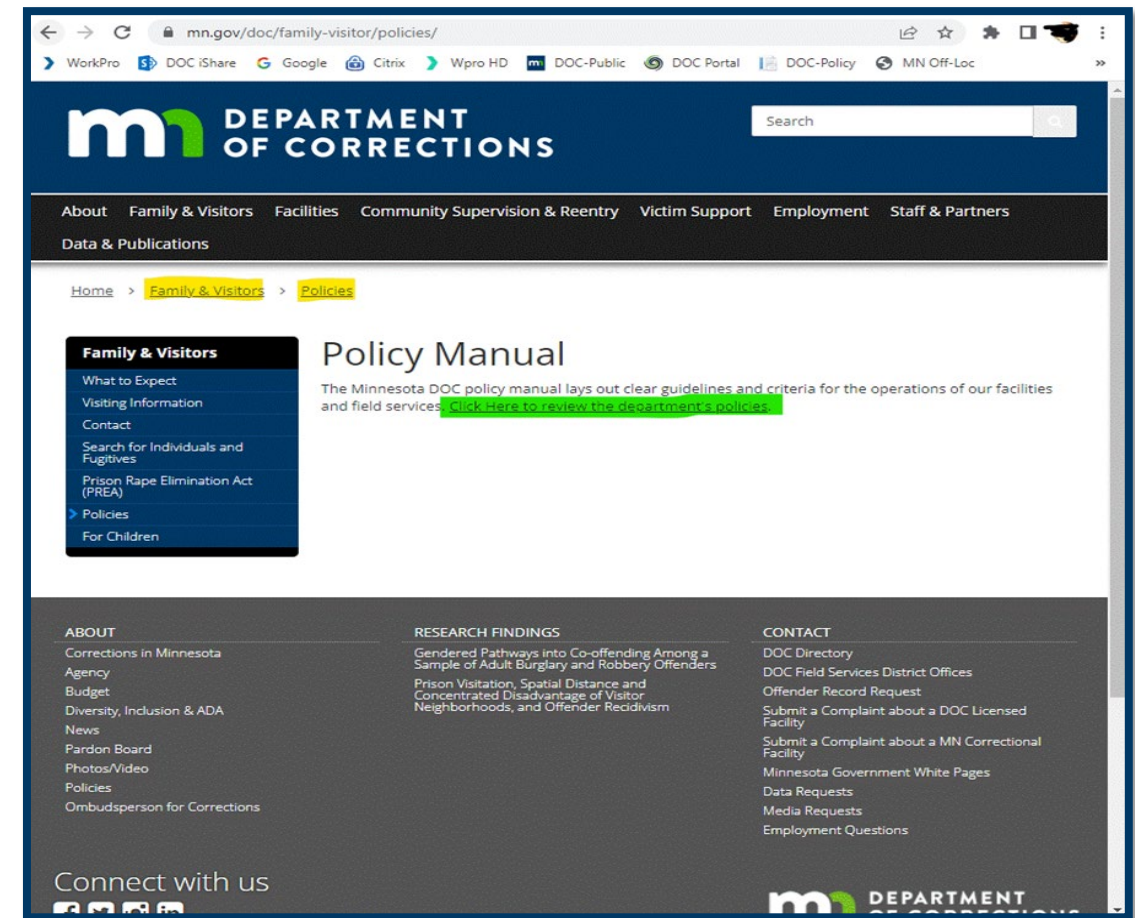 mn.gov/doc/family-visitor/policies/
WorkPro DOC iShare Google Citrix Wpro HD DOC-Public DOC Portal DOC-Policy MN Off-Loc »
mn DEPARTMENT
OF CORRECTIONS
Search
About Family & Visitors Facilities Community Supervision & Reentry Victim Support Employment Staff & Partners
Data & Publications
Home > Family & Visitors > Policies
Family & Visitors
What to Expect
Visiting Information
Contact
Search for Individuals and
Fugitives
Prison Rape Elimination Act
(PREA)
Policies
For Children
Policy Manual
The Minnesota DOC policy manual lays out clear guidelines and criteria for the operations of our facilities
and field services. Click Here to review the department's policies.
ABOUT
Corrections in Minnesota
Agency
Budget
Diversity, Inclusion & ADA
News
Pardon Board
Photos/Video
Policies
Ombudsperson for Corrections
RESEARCH FINDINGS
Gendered Pathways into Co-offending Among a
Sample of Adult Burglary and Robbery Offenders
Prison Visitation, Spatial Distance and
Concentrated Disadvantage of Visitor
Neighborhoods, and Offender Recidivism
CONTACT
DOC Directory
DOC Field Services District Offices
Offender Record Request
Submit a Complaint about a DOC Licensed
Facility
Submit a Complaint about a MN Correctional
Facility
Minnesota Government White Pages
Data Requests
Media Requests
Employment Questions
Connect with us
mn DEPARTMENT
OF CORRECTIONS